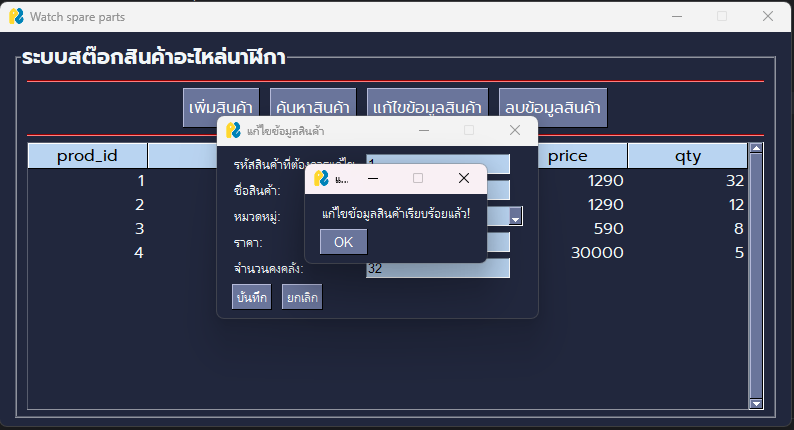 Watch spare parts
ระบบสต๊อกสินค้าอะไหล่นาฬิกา
เพิ่มสินค้า ค้นหาสินค้า แก้ไขข้อมูลสินค้า ลบข้อมูลสินค้า
แก้ไขข้อมูลสินค้า
prod_id price qty
1 1290 32
2 1290 12
3 590 8
4 30000 5
รหัสสินค้าที่ต้องการแก้ไข 1
ชื่อสินค้า:
หมวดหมู่:
ราคา:
จำนวนคงคลัง: 32
บันทึก ยกเลิก
แ...
แก้ไขข้อมูลสินค้าเรียบร้อยแล้ว!
OK